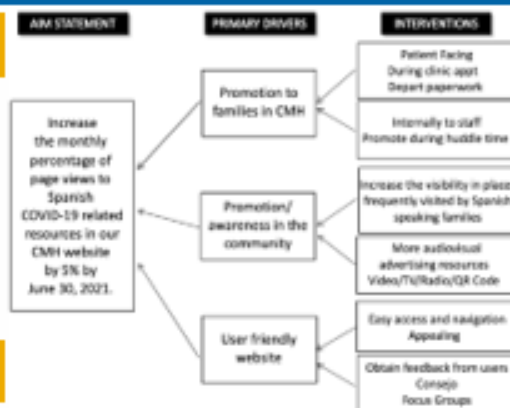 AIM STATEMENT
PRIMARY DRIVERS
INTERVENTIONS
Increase
the monthly
percentage of
page views to
Spanish
COVID-19 related
resources in our
CMH website
by 5% by
June 30, 2021.
Promotion to
families in CMH
Promotion/
awareness in the
community
User friendly
website
Patient Facing
During clinic appt
Depart paperwork
Internally to staff
Promote during huddle time
Increase the visibility in place
frequently visited by Spanish
speaking families
More audiovisual
advertising resources
Video/TV/Radio/QR Code
Easy access and navigation
Appealing
Obtain feedback from users
Consejo
Focus Groups